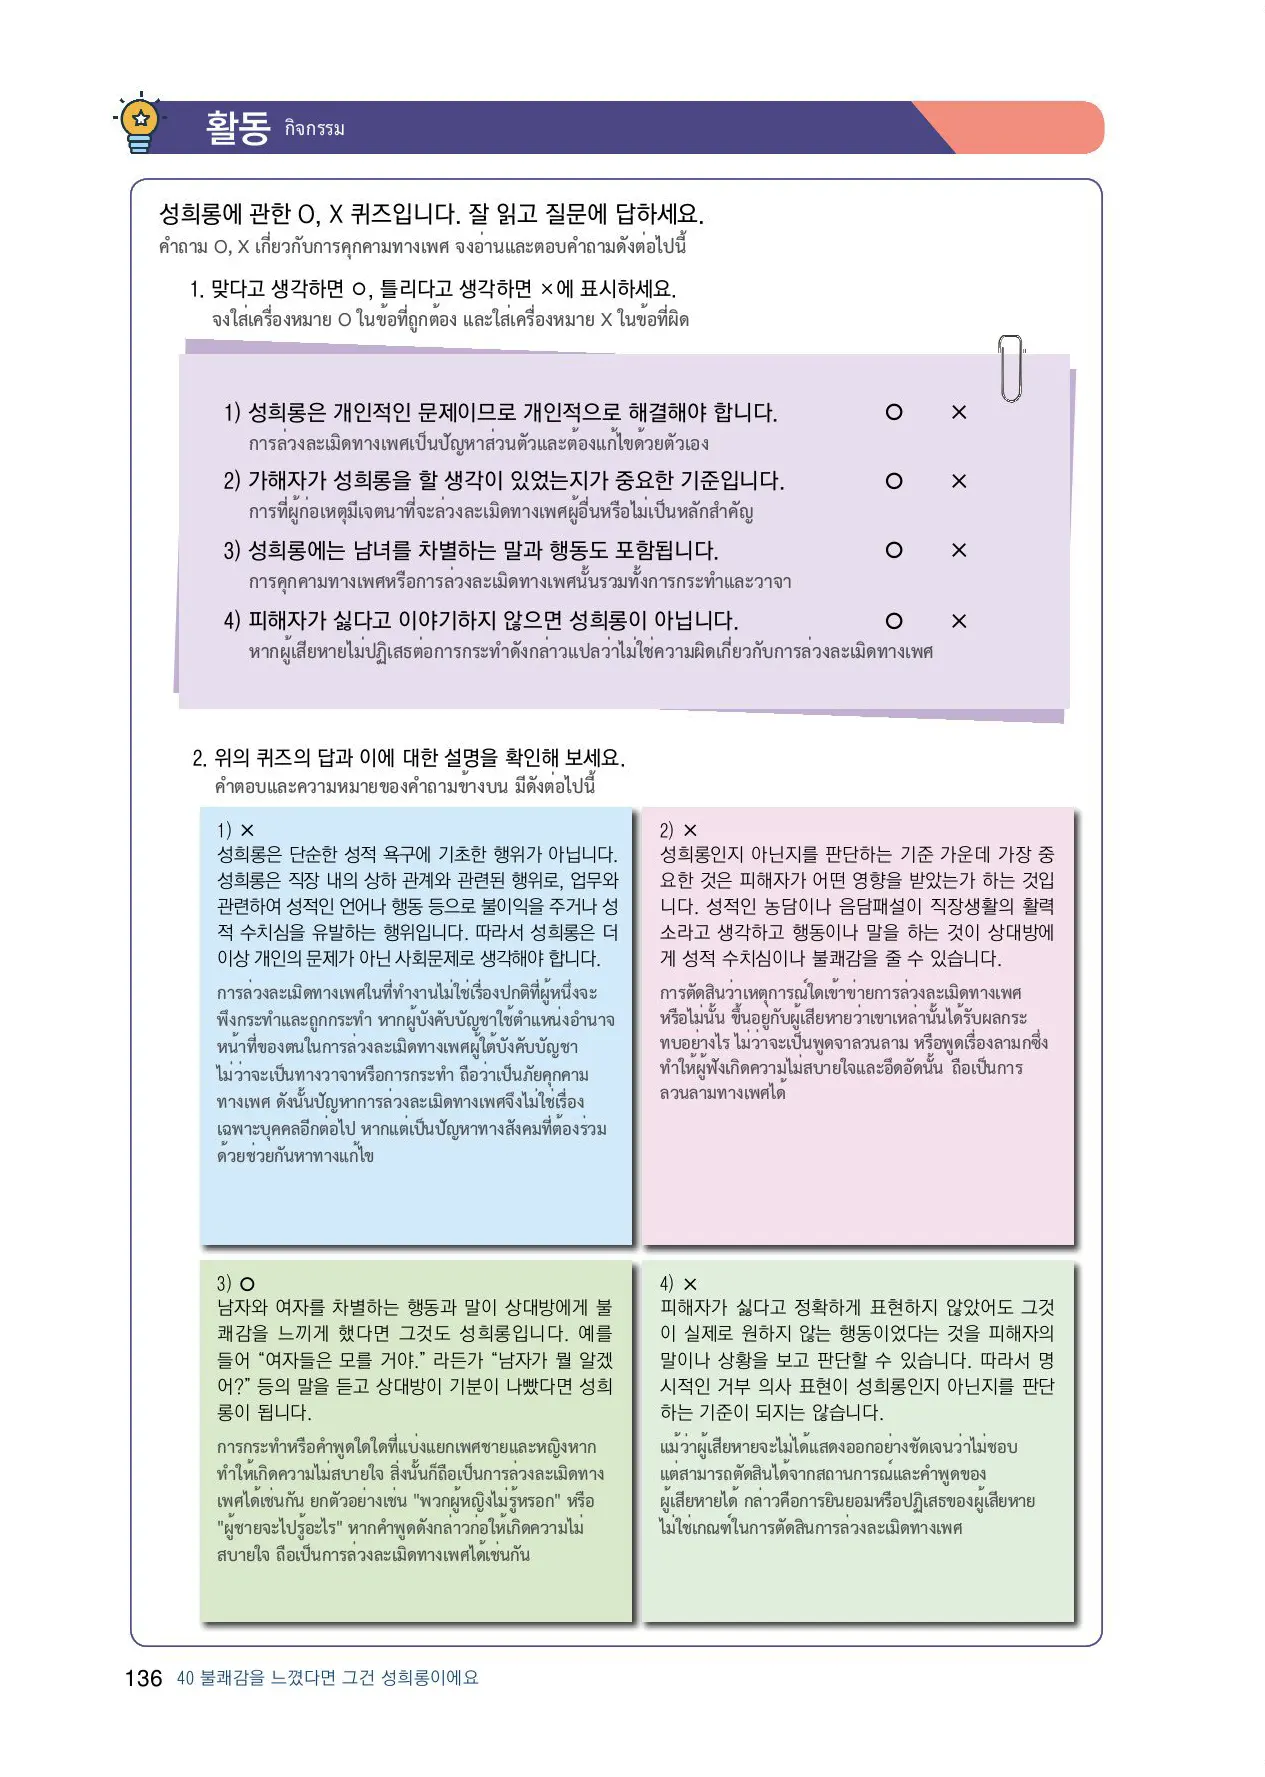 활동 กิจกรรม
성희롱에 관한 O, X 퀴즈입니다. 잘 읽고 질문에 답하세요.
คำถาม O, X เกี่ยวกับการคุกคามทางเพศ จงอ่านและตอบคำถามดังต่อไปนี้
1. 맞다고 생각하면 ○, 틀리다고 생각하면 ×에 표시하세요.
จงใส่เครื่องหมาย O ในข้อที่ถูกต้อง และใส่เครื่องหมาย X ในข้อที่ผิด
1) 성희롱은 개인적인 문제이므로 개인적으로 해결해야 합니다. ○ ×
การล่วงละเมิดทางเพศเป็นปัญหาส่วนตัวและต้องแก้ไขด้วยตัวเอง
2) 가해자가 성희롱을 할 생각이 있었는지가 중요한 기준입니다. ○ ×
การที่ผู้ก่อเหตุมีเจตนาที่จะล่วงละเมิดทางเพศผู้อื่นหรือไม่เป็นหลักสำคัญ
3) 성희롱에는 남녀를 차별하는 말과 행동도 포함됩니다. ○ ×
การคุกคามทางเพศหรือการล่วงละเมิดทางเพศนั้นรวมทั้งการกระทำและวาจา
4) 피해자가 싫다고 이야기하지 않으면 성희롱이 아닙니다. ○ ×
หากผู้เสียหายไม่ปฏิเสธต่อการกระทำดังกล่าวแปลว่าไม่ใช่ความผิดเกี่ยวกับการล่วงละเมิดทางเพศ
2. 위의 퀴즈의 답과 이에 대한 설명을 확인해 보세요.
คำตอบและความหมายของคำถามข้างบน มีดังต่อไปนี้
1) ×
성희롱은 단순한 성적 욕구에 기초한 행위가 아닙니다.
성희롱은 직장 내의 상하 관계와 관련된 행위로, 업무와
관련하여 성적인 언어나 행동 등으로 불이익을 주거나 성
적 수치심을 유발하는 행위입니다. 따라서 성희롱은 더
이상 개인의 문제가 아닌 사회문제로 생각해야 합니다.
การล่วงละเมิดทางเพศในที่ทำงานไม่ใช่เรื่องปกติที่ผู้หนึ่งจะ
พึงกระทำและถูกกระทำ หากผู้บังคับบัญชาใช้ตำแหน่งอำนาจ
หน้าที่ของตนในการล่วงละเมิดทางเพศผู้ใต้บังคับบัญชา
ไม่ว่าจะเป็นทางวาจาหรือการกระทำ ถือว่าเป็นภัยคุกคาม
ทางเพศ ดังนั้นปัญหาการล่วงละเมิดทางเพศจึงไม่ใช่เรื่อง
เฉพาะบุคคลอีกต่อไป หากแต่เป็นปัญหาทางสังคมที่ต้องร่วม
ด้วยช่วยกันหาทางแก้ไข
2) ×
성희롱인지 아닌지를 판단하는 기준 가운데 가장 중
요한 것은 피해자가 어떤 영향을 받았는가 하는 것입
니다. 성적인 농담이나 음담패설이 직장생활의 활력
소라고 생각하고 행동이나 말을 하는 것이 상대방에
게 성적 수치심이나 불쾌감을 줄 수 있습니다.
การตัดสินว่าเหตุการณ์ใดเข้าข่ายการล่วงละเมิดทางเพศ
หรือไม่นั้น ขึ้นอยู่กับผู้เสียหายว่าเขาเหล่านั้นได้รับผลกระ
ทบอย่างไร ไม่ว่าจะเป็นพูดจาลวนลาม หรือพูดเรื่องลามกซึ่ง
ทำให้ผู้ฟังเกิดความไม่สบายใจและอึดอัดนั้น ถือเป็นการ
ลวนลามทางเพศได้
3) ○
남자와 여자를 차별하는 행동과 말이 상대방에게 불
쾌감을 느끼게 했다면 그것도 성희롱입니다. 예를
들어 “여자들은 모를 거야.” 라든가 “남자가 뭘 알겠
어?” 등의 말을 듣고 상대방이 기분이 나빴다면 성희
롱이 됩니다.
การกระทำหรือคำพูดใดใดที่แบ่งแยกเพศชายและหญิงหาก
ทำให้เกิดความไม่สบายใจ สิ่งนั้นก็ถือเป็นการล่วงละเมิดทาง
เพศได้เช่นกัน ยกตัวอย่างเช่น "พวกผู้หญิงไม่รู้หรอก" หรือ
"ผู้ชายจะไปรู้อะไร" หากคำพูดดังกล่าวก่อให้เกิดความไม่
สบายใจ ถือเป็นการล่วงละเมิดทางเพศได้เช่นกัน
4) ×
피해자가 싫다고 정확하게 표현하지 않았어도 그것
이 실제로 원하지 않는 행동이었다는 것을 피해자의
말이나 상황을 보고 판단할 수 있습니다. 따라서 명
시적인 거부 의사 표현이 성희롱인지 아닌지를 판단
하는 기준이 되지는 않습니다.
แม้ว่าผู้เสียหายจะไม่ได้แสดงออกอย่างชัดเจนว่าไม่ชอบ
แต่สามารถตัดสินได้จากสถานการณ์และคำพูดของ
ผู้เสียหายได้ กล่าวคือการยินยอมหรือปฏิเสธของผู้เสียหาย
ไม่ใช่เกณฑ์ในการตัดสินการล่วงละเมิดทางเพศ
136 40 불쾌감을 느꼈다면 그건 성희롱이에요